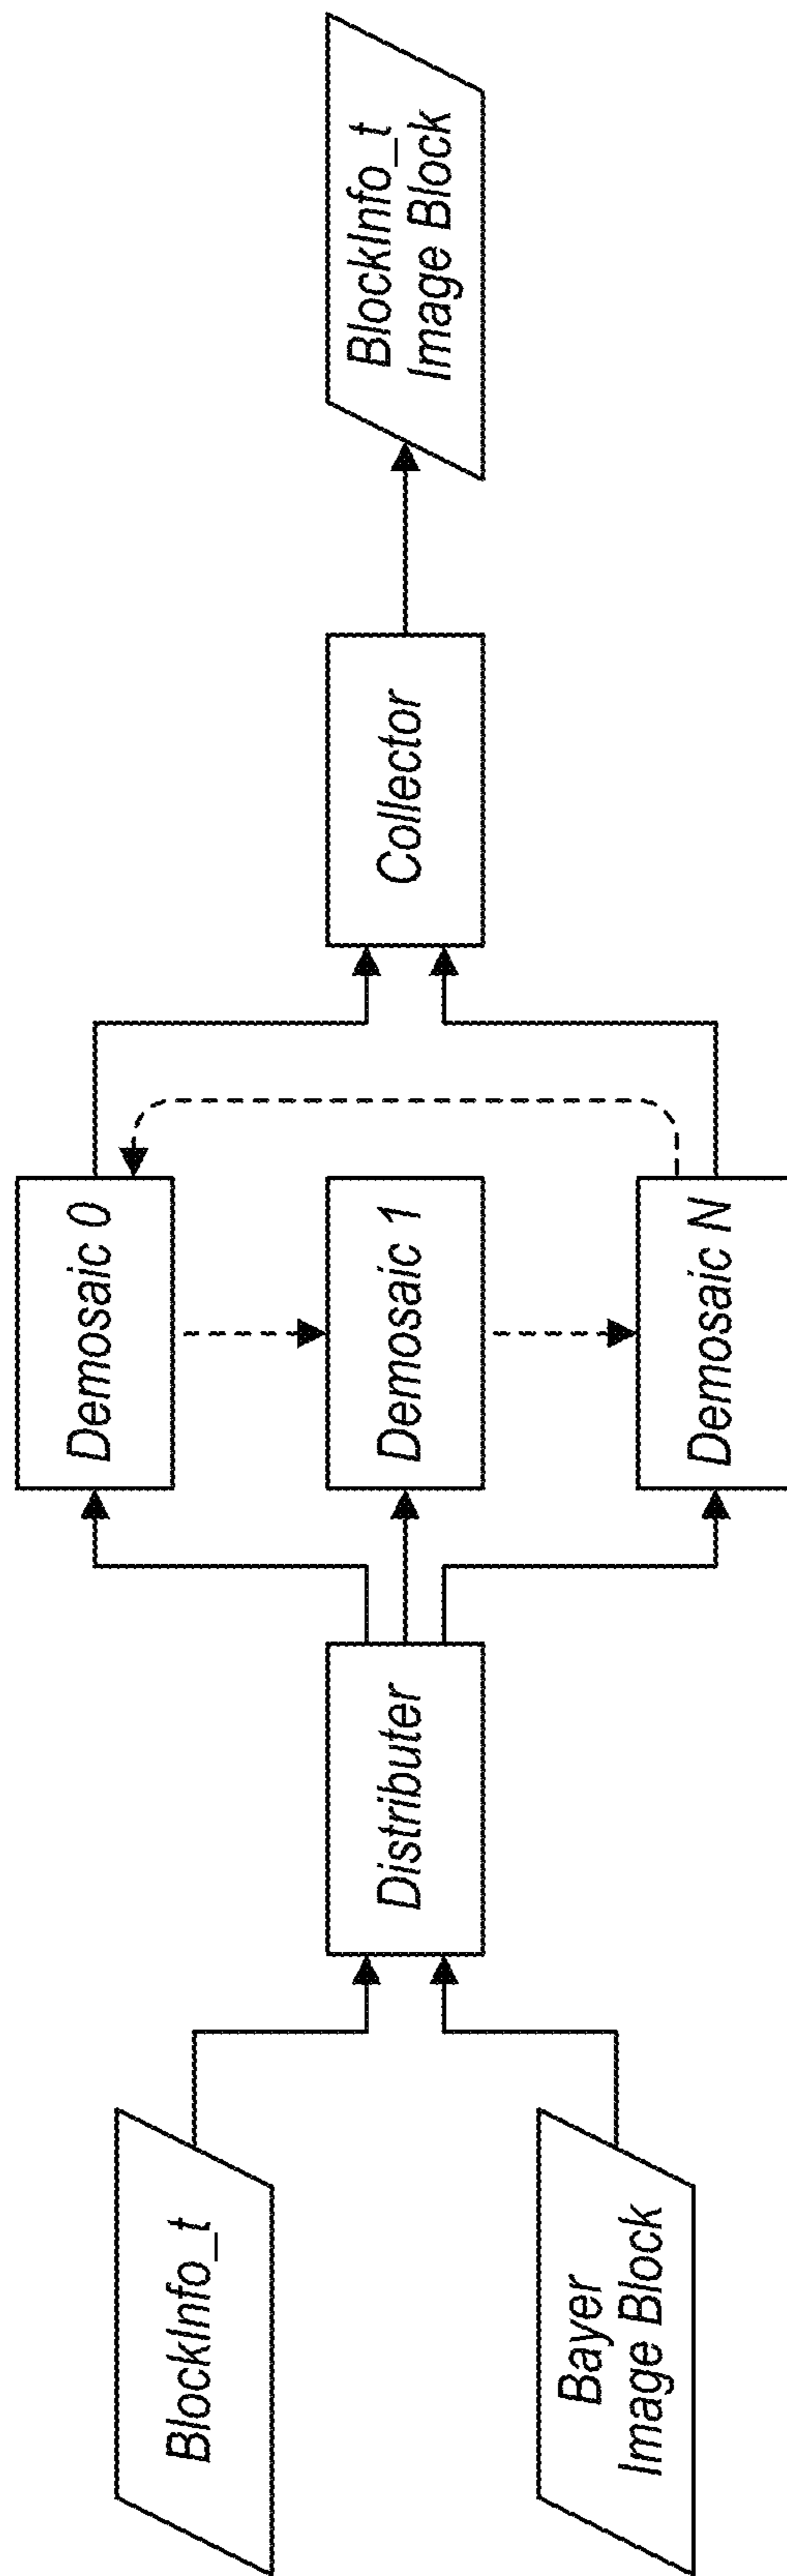 BlockInfo_t
Bayer
Image Block
Distributer
Demosaic 0
Demosaic 1
Demosaic N
Collector
BlockInfo_t
Image Block